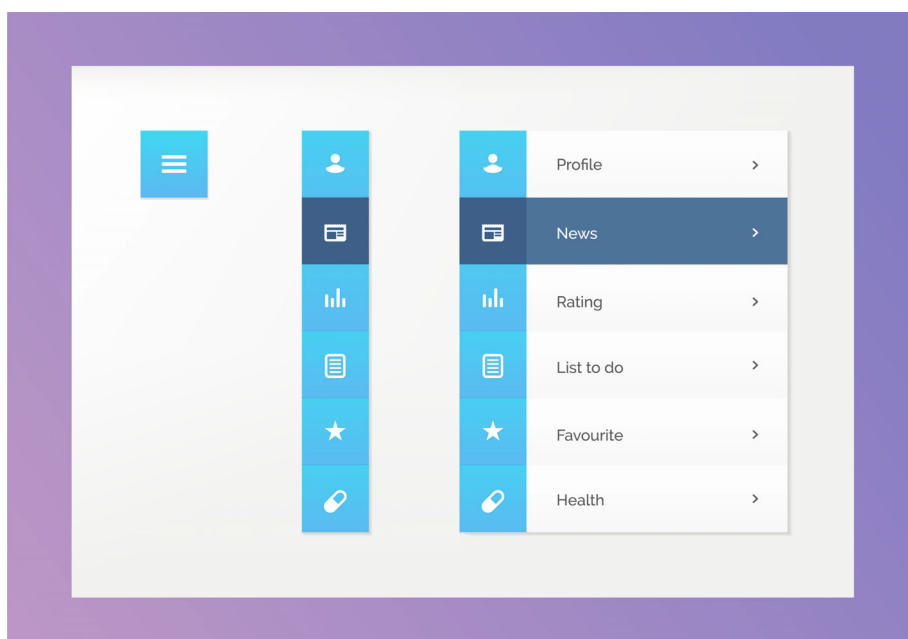 Profile
News
Rating
List to do
Favourite
Health